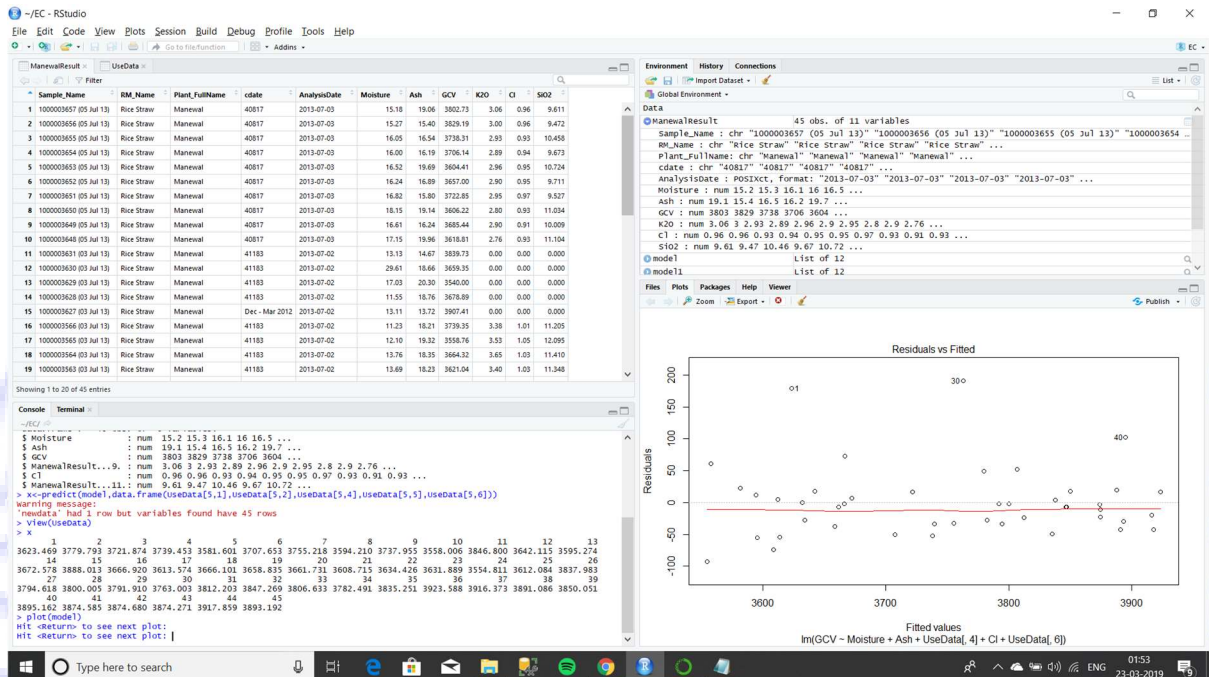 ~/EC - RStudio
File Edit Code View Plots Session Build Debug Profile Tools Help
Go to file/function Addins EC
ManewalResult UseData
Filter
Sample_Name RM_Name Plant_FullName cdate AnalysisDate Moisture Ash GCV K2O Cl SiO2
1 1000003657 (05 Jul 13) Rice Straw Manewal 40817 2013-07-03 15.18 19.06 3802.73 3.06 0.96 9.611
2 1000003656 (05 Jul 13) Rice Straw Manewal 40817 2013-07-03 15.27 15.40 3829.19 3.00 0.96 9.472
3 1000003655 (05 Jul 13) Rice Straw Manewal 40817 2013-07-03 16.05 16.54 3738.31 2.93 0.93 10.458
4 1000003654 (05 Jul 13) Rice Straw Manewal 40817 2013-07-03 16.00 16.19 3706.14 2.89 0.94 9.673
5 1000003653 (05 Jul 13) Rice Straw Manewal 40817 2013-07-03 16.52 19.69 3604.41 2.96 0.95 10.724
6 1000003652 (05 Jul 13) Rice Straw Manewal 40817 2013-07-03 16.24 16.89 3657.00 2.90 0.95 9.711
7 1000003651 (05 Jul 13) Rice Straw Manewal 40817 2013-07-03 16.82 15.80 3722.85 2.95 0.97 9.527
8 1000003650 (05 Jul 13) Rice Straw Manewal 40817 2013-07-03 18.15 19.14 3606.22 2.80 0.93 11.034
9 1000003649 (05 Jul 13) Rice Straw Manewal 40817 2013-07-03 16.61 16.24 3685.44 2.90 0.91 10.009
10 1000003648 (05 Jul 13) Rice Straw Manewal 40817 2013-07-03 17.15 19.96 3618.81 2.76 0.93 11.104
11 1000003631 (03 Jul 13) Rice Straw Manewal 41183 2013-07-02 13.13 14.67 3839.73 0.00 0.00 0.000
12 1000003630 (03 Jul 13) Rice Straw Manewal 41183 2013-07-02 29.61 18.66 3659.35 0.00 0.00 0.000
13 1000003629 (03 Jul 13) Rice Straw Manewal 41183 2013-07-02 17.03 20.30 3540.00 0.00 0.00 0.000
14 1000003628 (03 Jul 13) Rice Straw Manewal 41183 2013-07-02 11.55 18.76 3678.89 0.00 0.00 0.000
15 1000003627 (03 Jul 13) Rice Straw Manewal Dec - Mar 2012 2013-07-02 13.11 13.72 3907.41 0.00 0.00 0.000
16 1000003566 (03 Jul 13) Rice Straw Manewal 41183 2013-07-02 11.23 18.21 3739.35 3.38 1.01 11.205
17 1000003565 (03 Jul 13) Rice Straw Manewal 41183 2013-07-02 12.10 19.32 3558.76 3.53 1.05 12.095
18 1000003564 (03 Jul 13) Rice Straw Manewal 41183 2013-07-02 13.76 18.35 3664.32 3.65 1.03 11.410
19 1000003563 (03 Jul 13) Rice Straw Manewal 41183 2013-07-02 13.69 18.23 3621.04 3.40 1.03 11.348
Showing 1 to 20 of 45 entries
Console Terminal
~/EC/
$ Moisture : num 15.2 15.3 16.1 16 16.5 ...
$ Ash : num 19.1 15.4 16.5 16.2 19.7 ...
$ GCV : num 3803 3829 3738 3706 3604 ...
$ ManewalResult...9. : num 3.06 3 2.93 2.89 2.96 2.9 2.95 2.8 2.9 2.76 ...
$ Cl : num 0.96 0.96 0.93 0.94 0.95 0.95 0.97 0.93 0.91 0.93 ...
$ ManewalResult...11.: num 9.61 9.47 10.46 9.67 10.72 ...
> x<-predict(model,data.frame(UseData[5,1],UseData[5,2],UseData[5,4],UseData[5,5],UseData[5,6]))
Warning message:
'newdata' had 1 row but variables found have 45 rows
> View(UseData)
> x
1 2 3 4 5 6 7 8 9 10 11 12 13
3623.469 3779.793 3721.874 3739.453 3581.601 3707.653 3755.218 3594.210 3737.955 3558.006 3846.800 3642.115 3595.274
14 15 16 17 18 19 20 21 22 23 24 25 26
3672.578 3888.013 3666.920 3613.574 3666.101 3658.835 3661.731 3608.715 3634.426 3631.889 3554.811 3612.084 3837.983
27 28 29 30 31 32 33 34 35 36 37 38 39
3794.618 3800.005 3791.910 3763.003 3812.203 3847.269 3806.633 3782.491 3835.251 3923.588 3916.373 3891.086 3850.051
40 41 42 43 44 45
3895.162 3874.585 3874.680 3874.271 3917.859 3893.192
> plot(model)
Hit <Return> to see next plot:
Hit <Return> to see next plot:
Environment History Connections
Import Dataset List
Global Environment
Data
ManewalResult 45 obs. of 11 variables
Sample_Name : chr "1000003657 (05 Jul 13)" "1000003656 (05 Jul 13)" "1000003655 (05 Jul 13)" "1000003654 ...
RM_Name : chr "Rice Straw" "Rice Straw" "Rice Straw" "Rice Straw" ...
Plant_FullName: chr "Manewal" "Manewal" "Manewal" "Manewal" ...
cdate : chr "40817" "40817" "40817" "40817" ...
AnalysisDate : POSIXct, format: "2013-07-03" "2013-07-03" "2013-07-03" "2013-07-03" ...
Moisture : num 15.2 15.3 16.1 16 16.5 ...
Ash : num 19.1 15.4 16.5 16.2 19.7 ...
GCV : num 3803 3829 3738 3706 3604 ...
K2O : num 3.06 3 2.93 2.89 2.96 2.9 2.95 2.8 2.9 2.76 ...
Cl : num 0.96 0.96 0.93 0.94 0.95 0.95 0.97 0.93 0.91 0.93 ...
SiO2 : num 9.61 9.47 10.46 9.67 10.72 ...
model List of 12
model1 List of 12
Files Plots Packages Help Viewer
Zoom Export Publish
Residuals vs Fitted
200
150
100
50
0
-50
-100
Residuals
1
30
40
3600 3700 3800 3900
Fitted values
lm(GCV ~ Moisture + Ash + UseData[, 4] + Cl + UseData[, 6])
Type here to search
ENG
01:53
23-03-2019
9